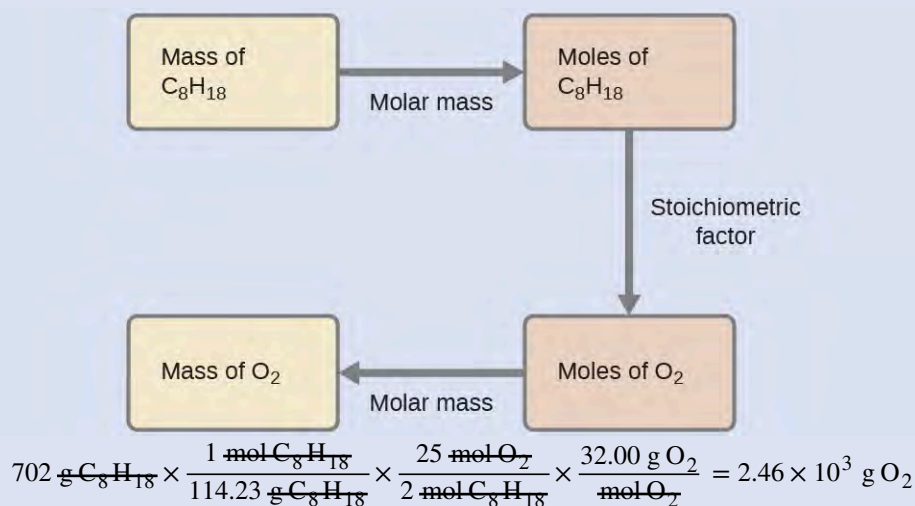 Mass of
C₈H₁₈
Molar mass
Moles of
C₈H₁₈
Stoichiometric
factor
Mass of O₂
Molar mass
Moles of O₂
702 g C₈H₁₈ × 1 mol C₈H₁₈ / 114.23 g C₈H₁₈ × 25 mol O₂ / 2 mol C₈H₁₈ × 32.00 g O₂ / mol O₂ = 2.46 × 10³ g O₂